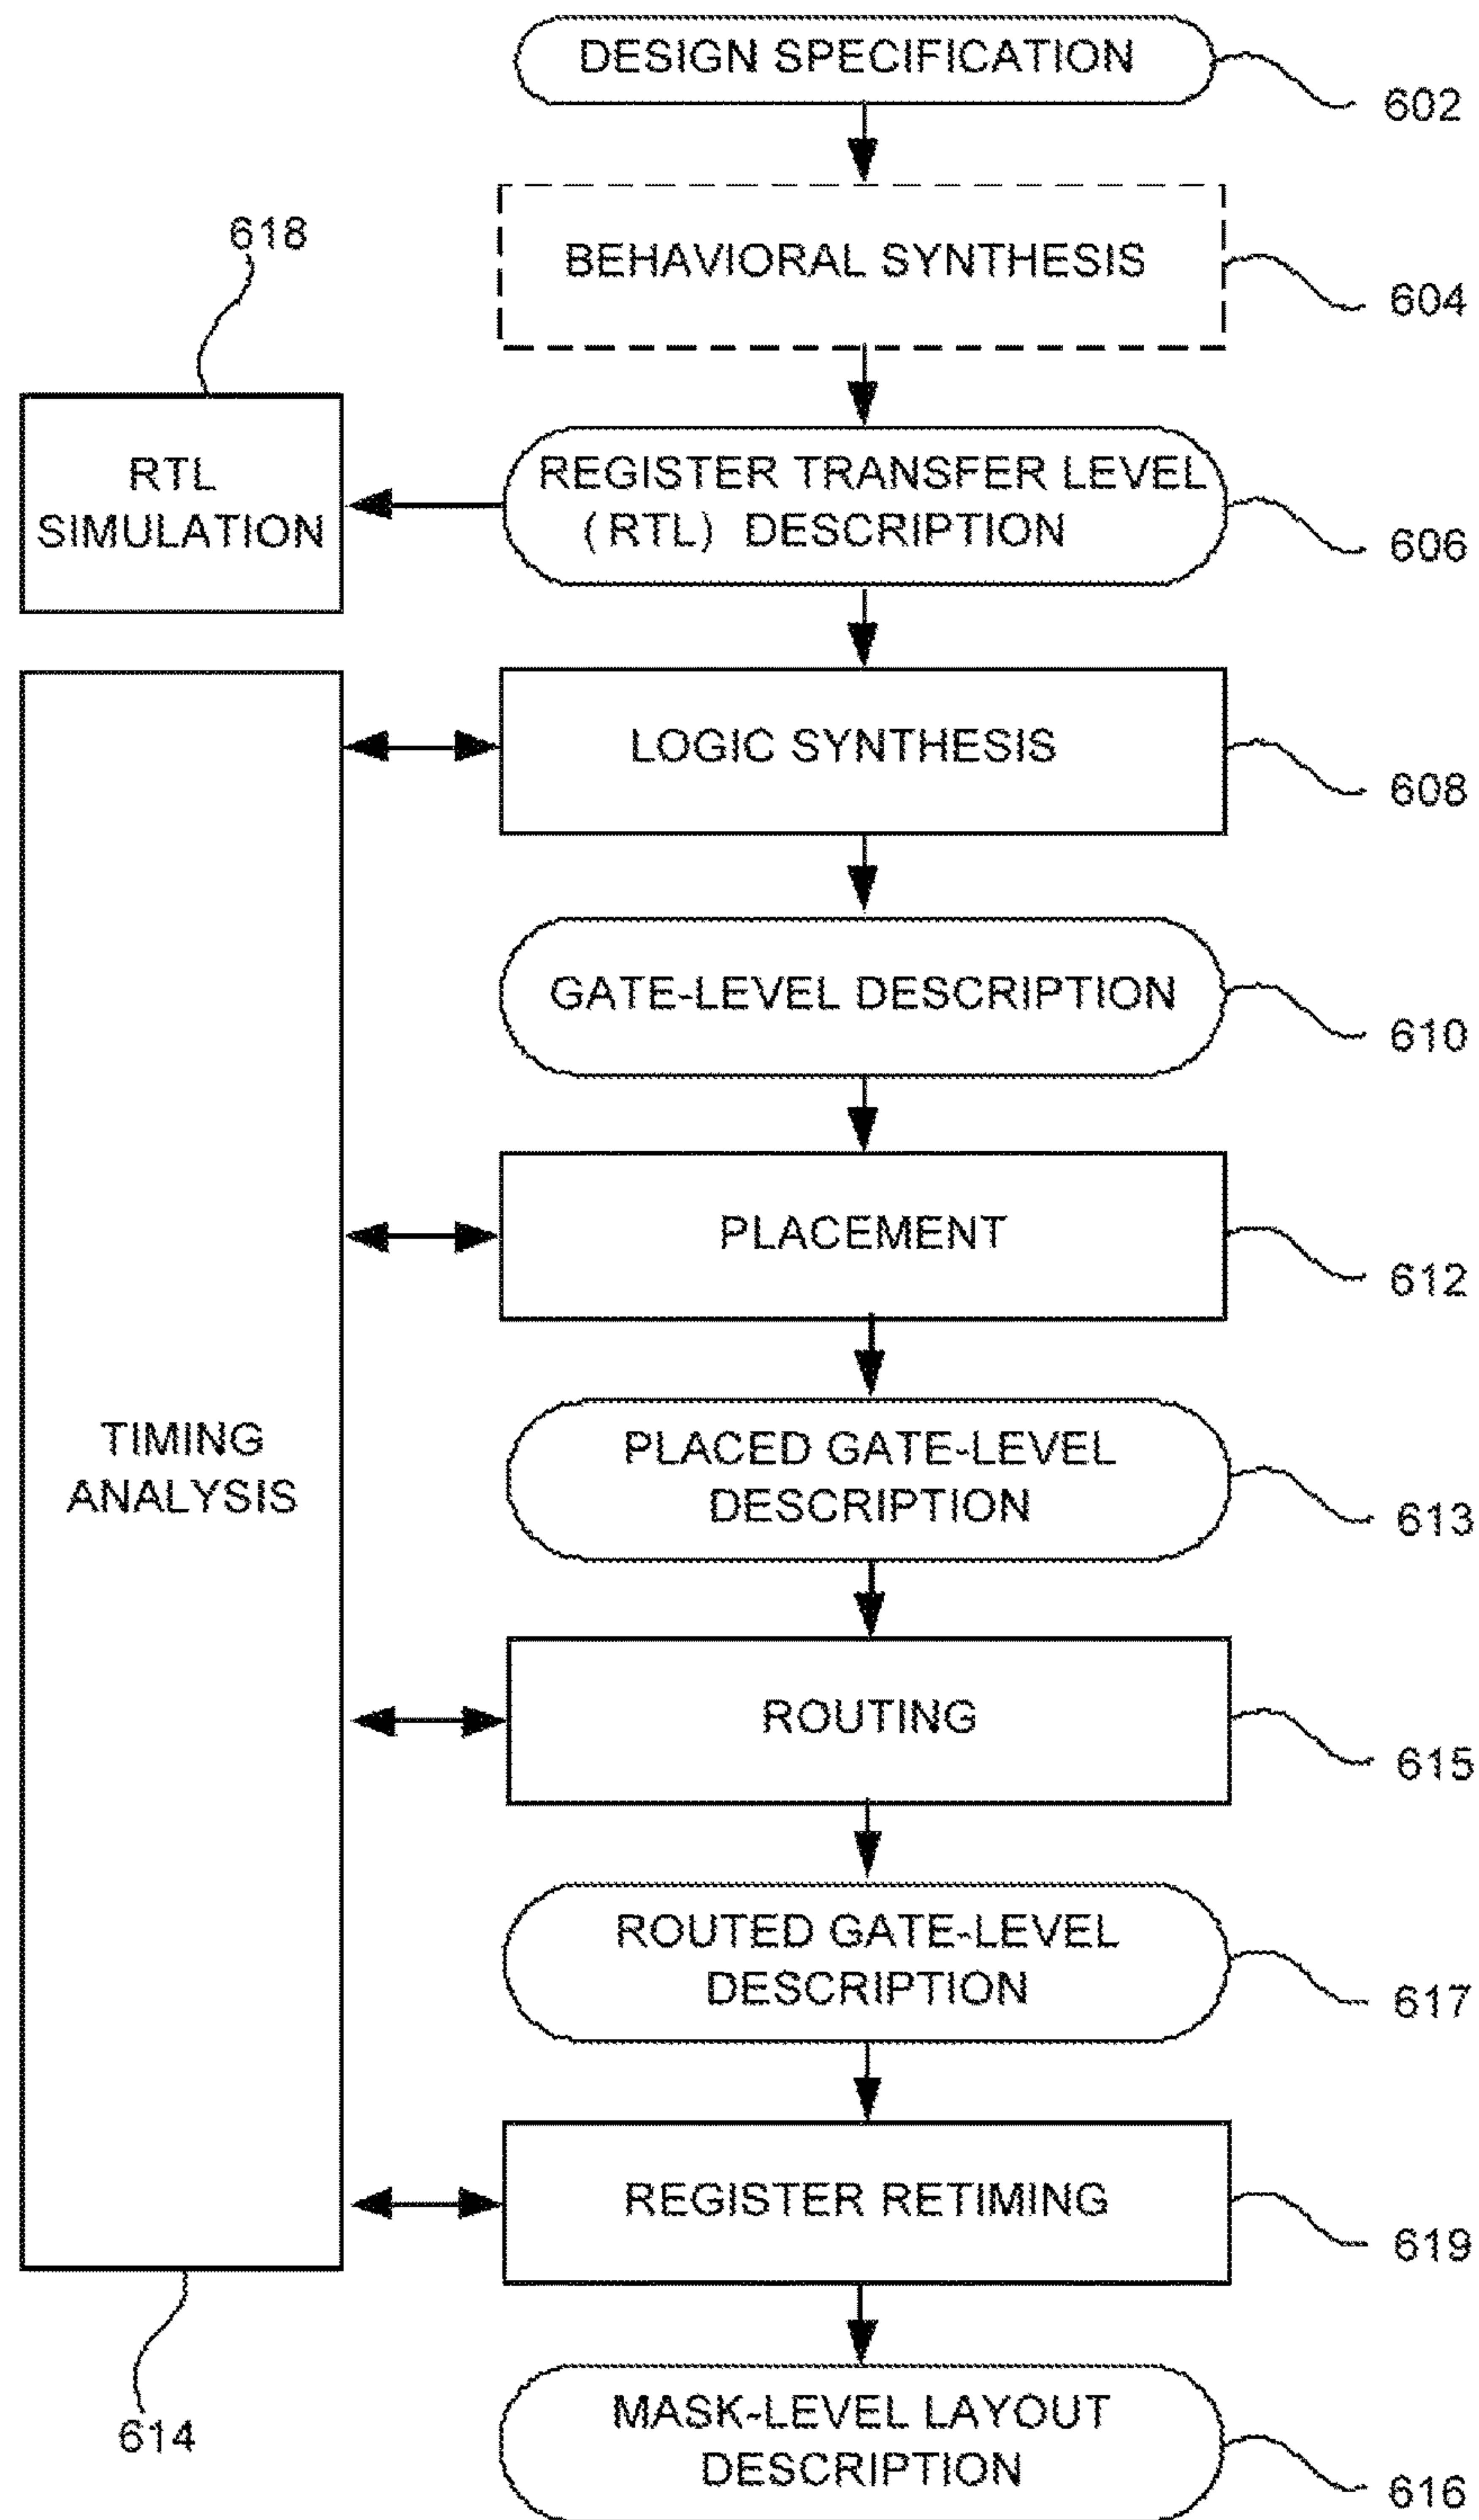 DESIGN SPECIFICATION
602
BEHAVIORAL SYNTHESIS
604
618
RTL
SIMULATION
REGISTER TRANSFER LEVEL
( RTL) DESCRIPTION
606
LOGIC SYNTHESIS
608
GATE-LEVEL DESCRIPTION
610
PLACEMENT
612
TIMING
ANALYSIS
PLACED GATE-LEVEL
DESCRIPTION
613
ROUTING
615
ROUTED GATE-LEVEL
DESCRIPTION
617
REGISTER RETIMING
619
614
MASK-LEVEL LAYOUT
DESCRIPTION
616